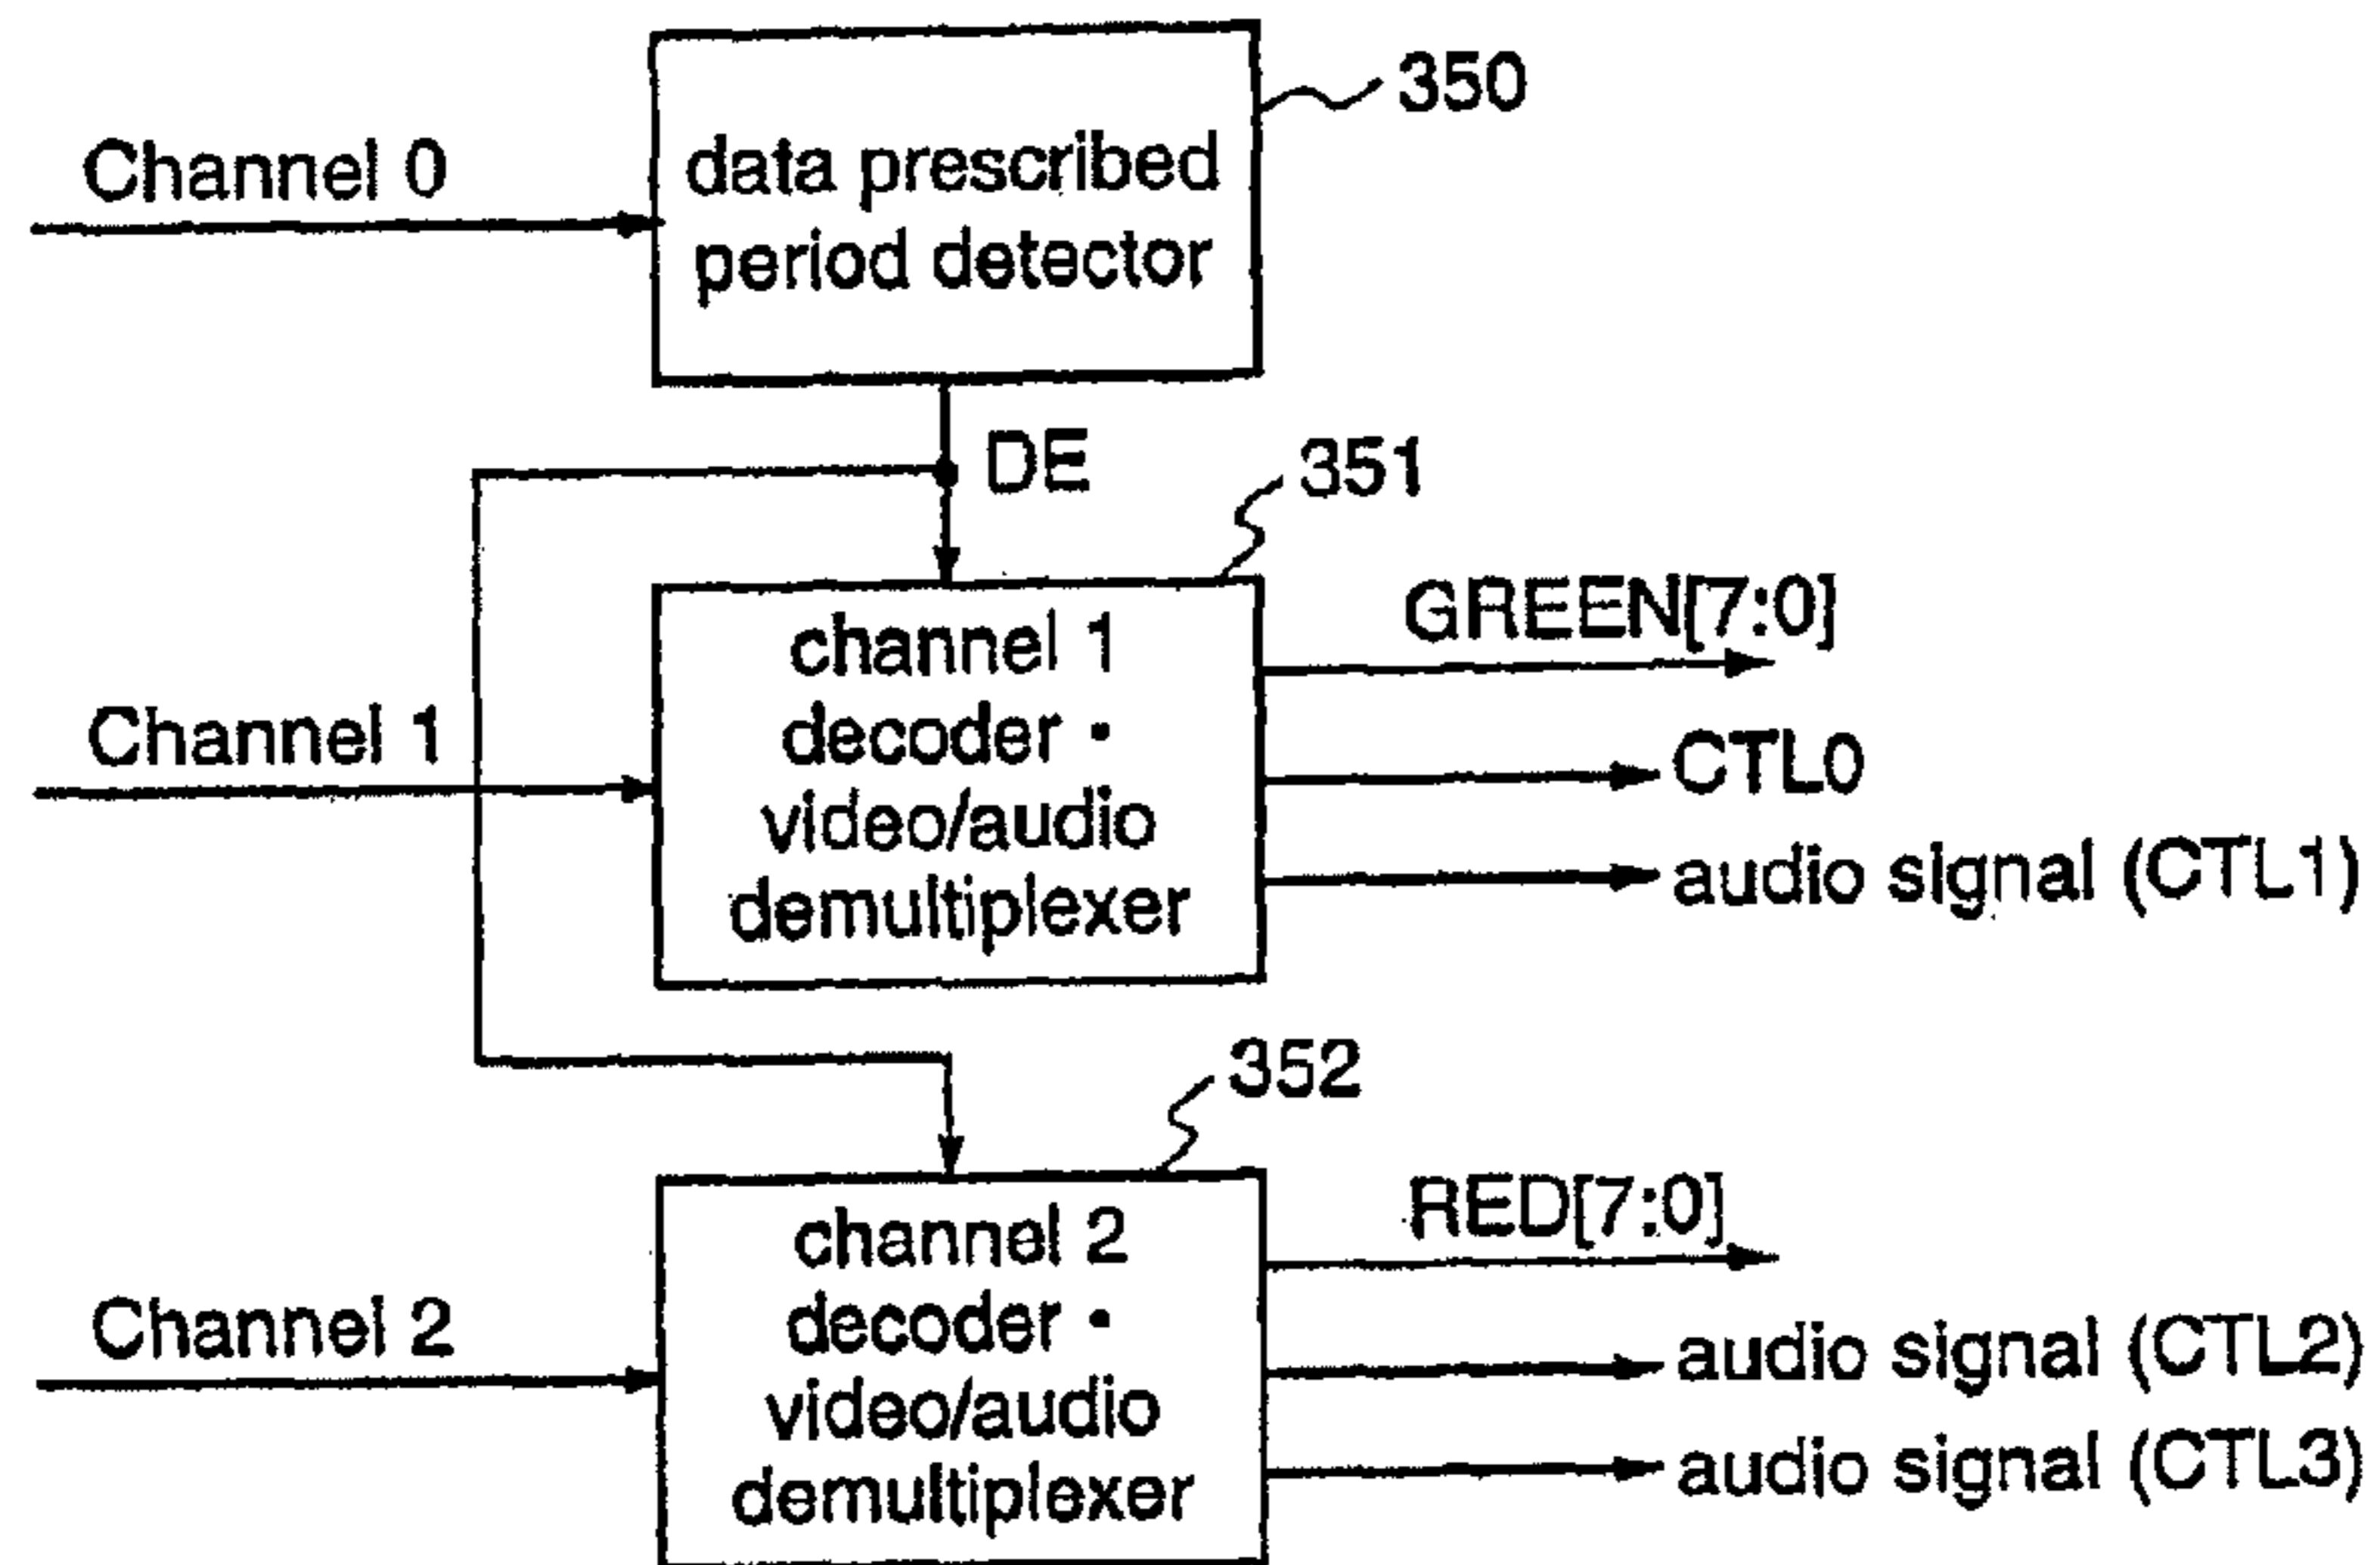 350
Channel 0
data prescribed
period detector
DE
351
Channel 1
channel 1
decoder •
video/audio
demultiplexer
GREEN[7:0]
CTL0
audio signal (CTL1)
352
Channel 2
channel 2
decoder •
video/audio
demultiplexer
RED[7:0]
audio signal (CTL2)
audio signal (CTL3)